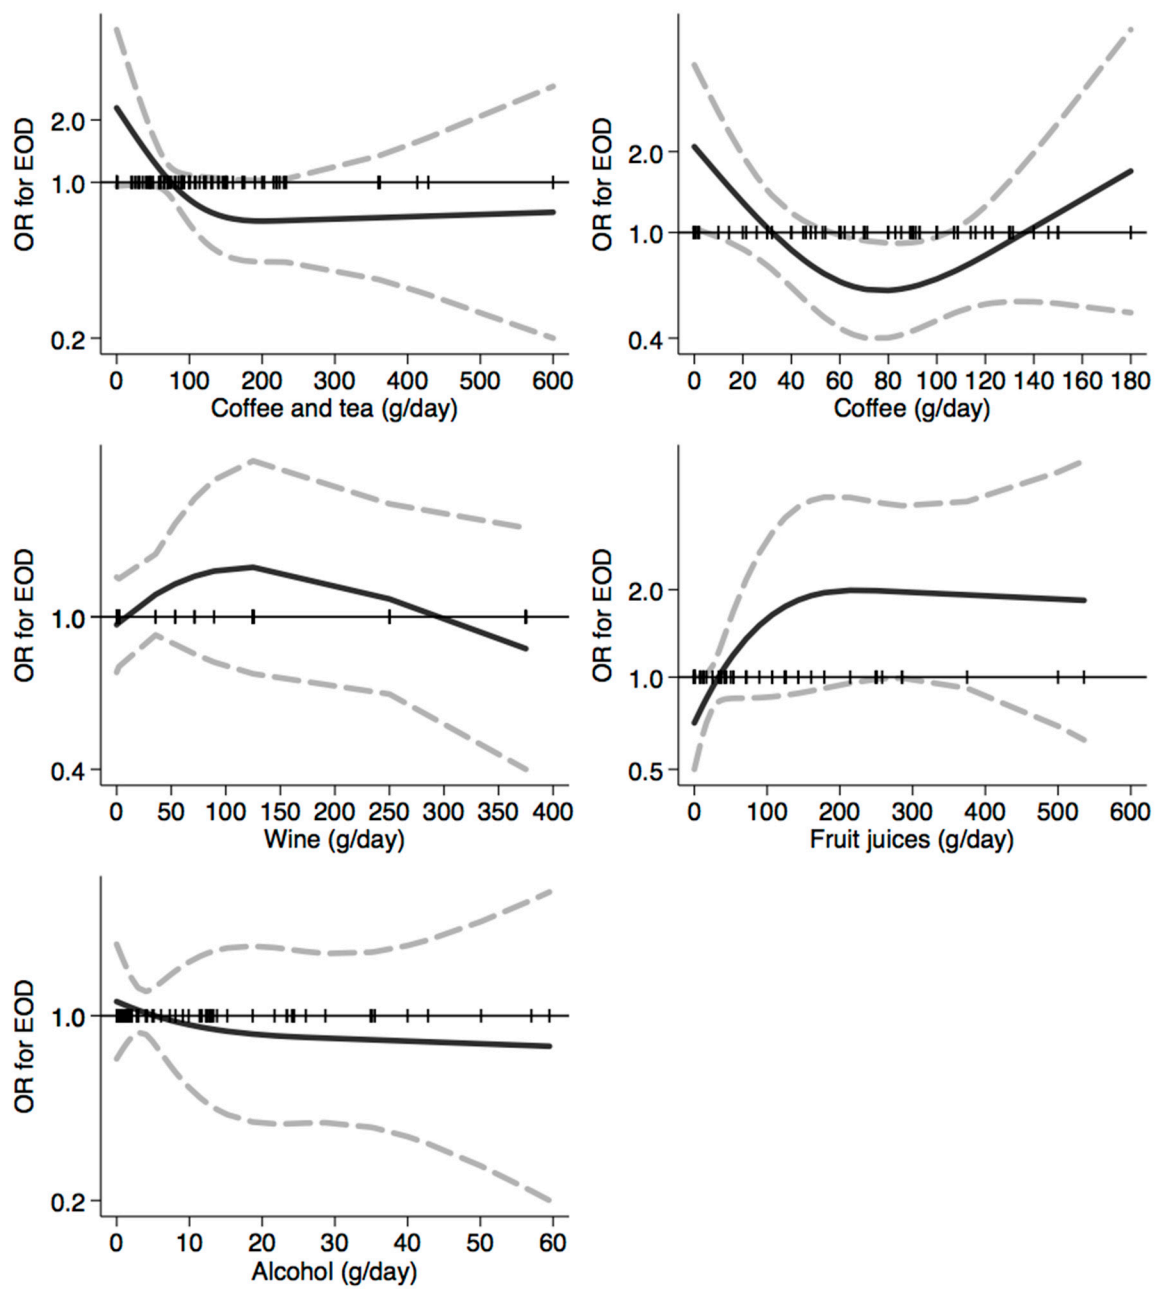 OR for EOD
2.0
1.0
0.2
0 100 200 300 400 500 600
Coffee and tea (g/day)
OR for EOD
2.0
1.0
0.4
0 20 40 60 80 100 120 140 160 180
Coffee (g/day)
OR for EOD
1.0
0.4
0 50 100 150 200 250 300 350 400
Wine (g/day)
OR for EOD
2.0
1.0
0.5
0 100 200 300 400 500 600
Fruit juices (g/day)
OR for EOD
1.0
0.2
0 10 20 30 40 50 60
Alcohol (g/day)